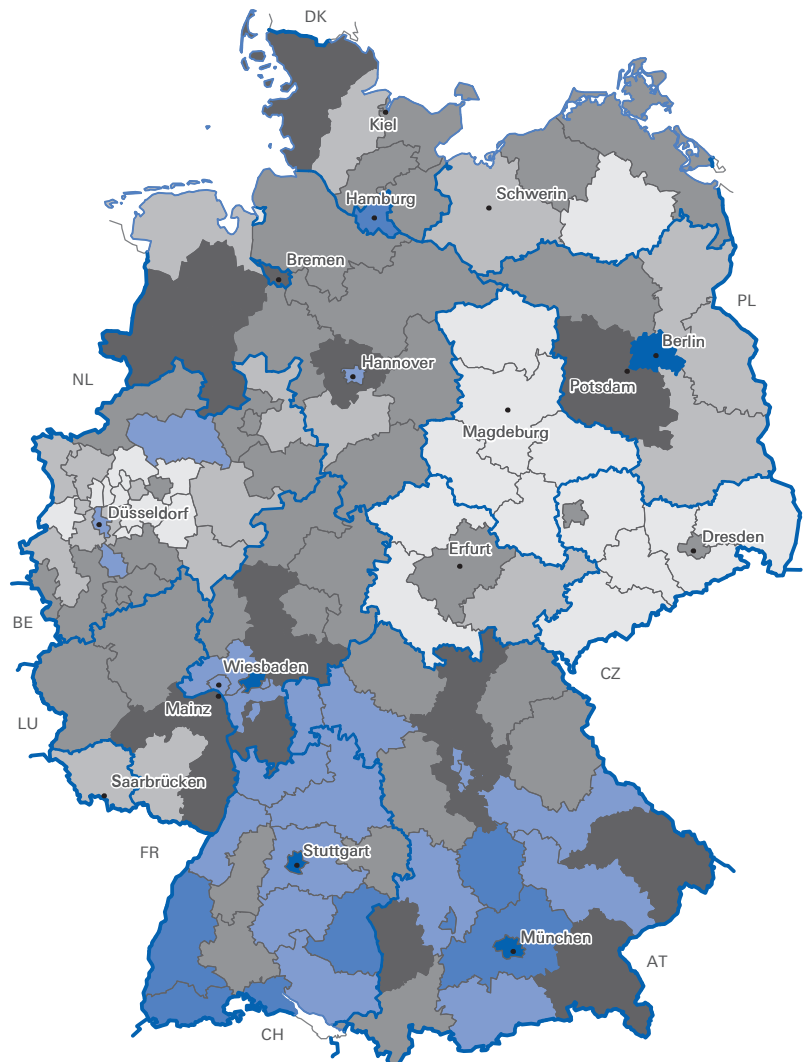 DK
Kiel
Hamburg
Schwerin
Bremen
PL
Berlin
Hannover
NL
Potsdam
Magdeburg
Düsseldorf
Dresden
Erfurt
BE
Wiesbaden
CZ
LU
Mainz
Saarbrücken
FR
Stuttgart
München
AT
CH